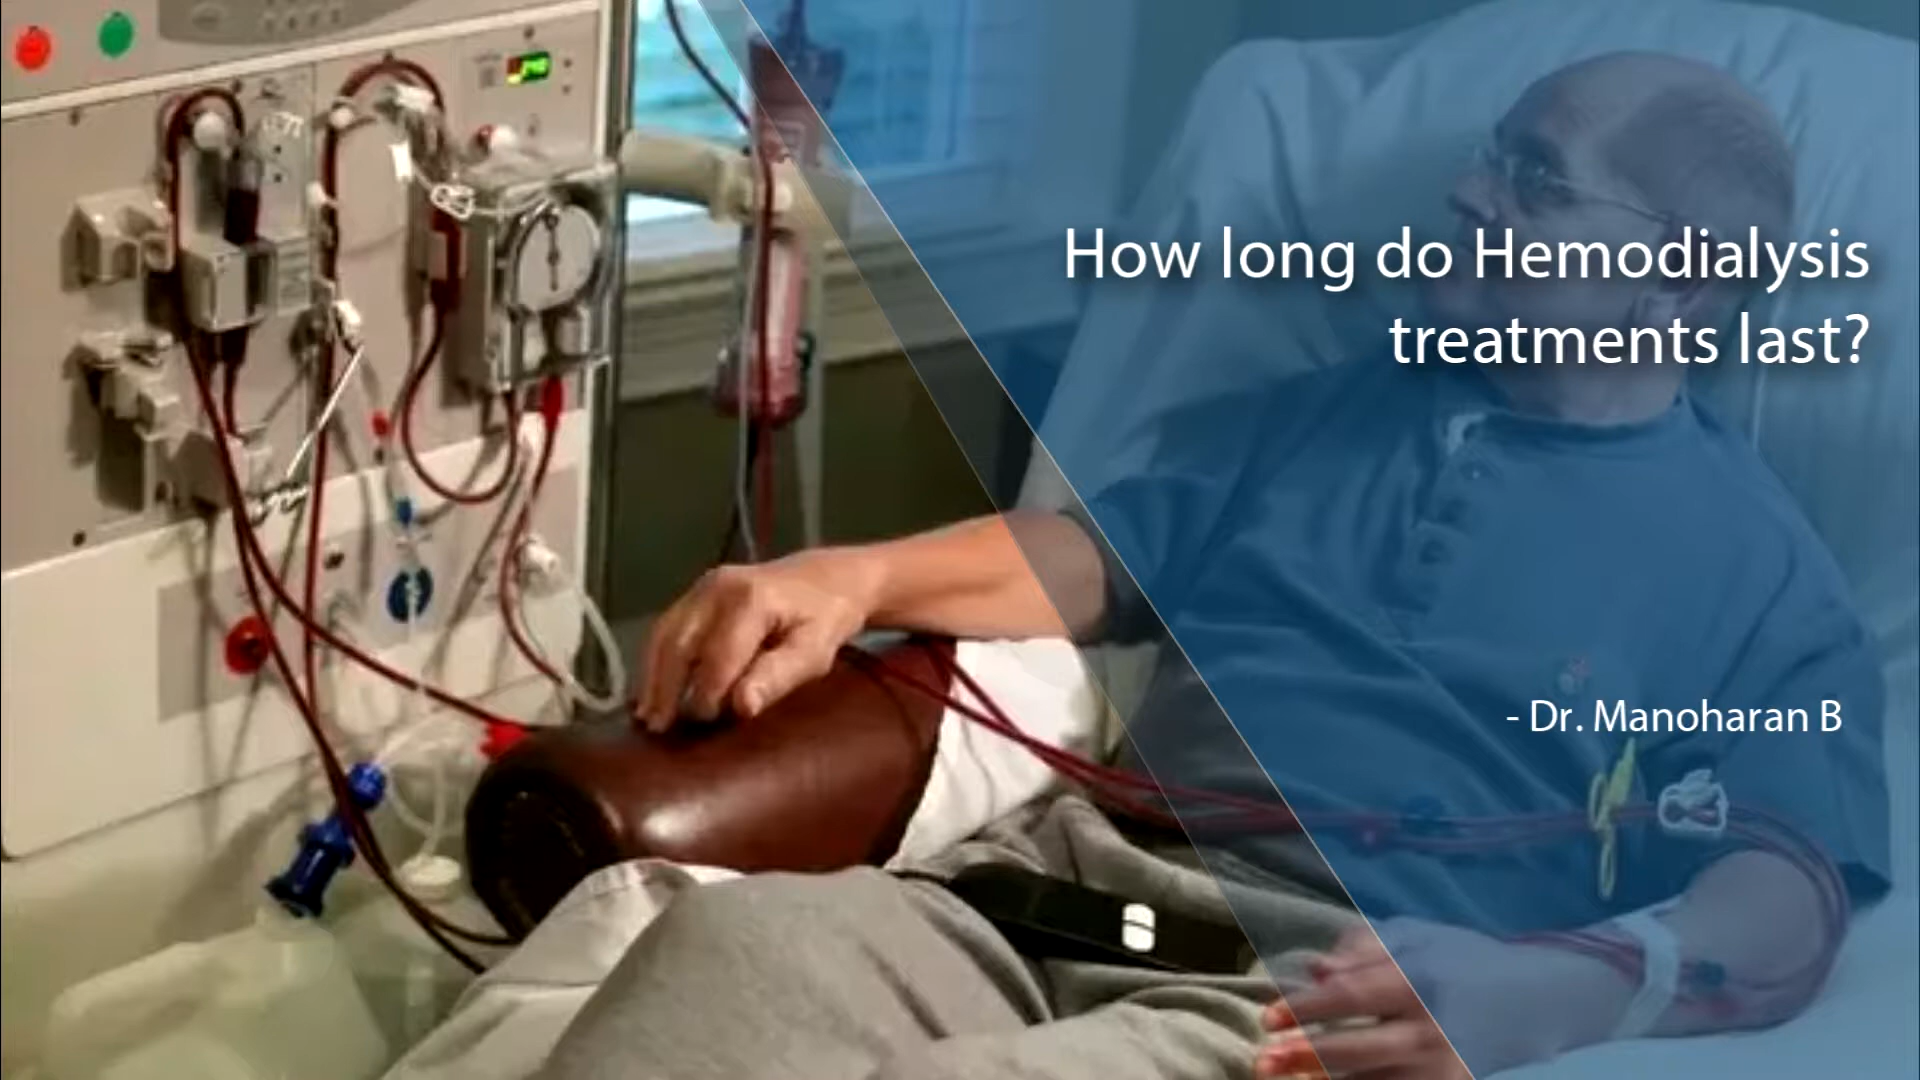 How long do Hemodialysis
treatments last?
- Dr. Manoharan B